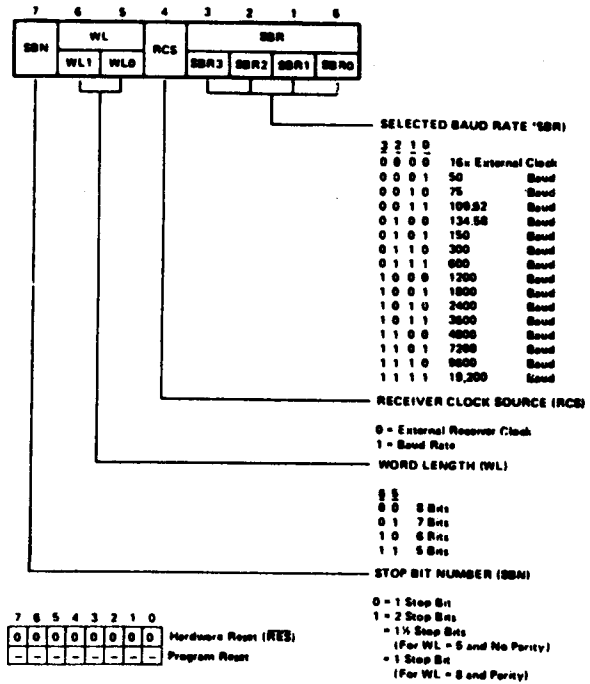 7 6 5 4 3 2 1 6
SBN WL RCS SBR
WL1 WL0 SBR3 SBR2 SBR1 SBR0
SELECTED BAUD RATE "SBR)
3 2 1 0
0 0 0 0 16x External Clock
0 0 0 1 50 Baud
0 0 1 0 75 Baud
0 0 1 1 109.92 Baud
0 1 0 0 134.58 Baud
0 1 0 1 150 Baud
0 1 1 0 300 Baud
0 1 1 1 600 Baud
1 0 0 0 1200 Baud
1 0 0 1 1800 Baud
1 0 1 0 2400 Baud
1 0 1 1 3600 Baud
1 1 0 0 4800 Baud
1 1 0 1 7200 Baud
1 1 1 0 9600 Baud
1 1 1 1 19,200 Baud
RECEIVER CLOCK SOURCE (RCS)
0 = External Receiver Clock
1 = Baud Rate
WORD LENGTH (WL)
6 5
0 0 8 Bits
0 1 7 Bits
1 0 6 Bits
1 1 5 Bits
STOP BIT NUMBER (SBN)
0 = 1 Stop Bit
1 = 2 Stop Bits
= 1½ Stop Bits
(For WL = 5 and No Parity)
= 1 Stop Bit
(For WL = 8 and Parity)
7 6 5 4 3 2 1 0
0 0 0 0 0 0 0 0 Hardware Reset (RES)
– – – – – – – – Program Reset